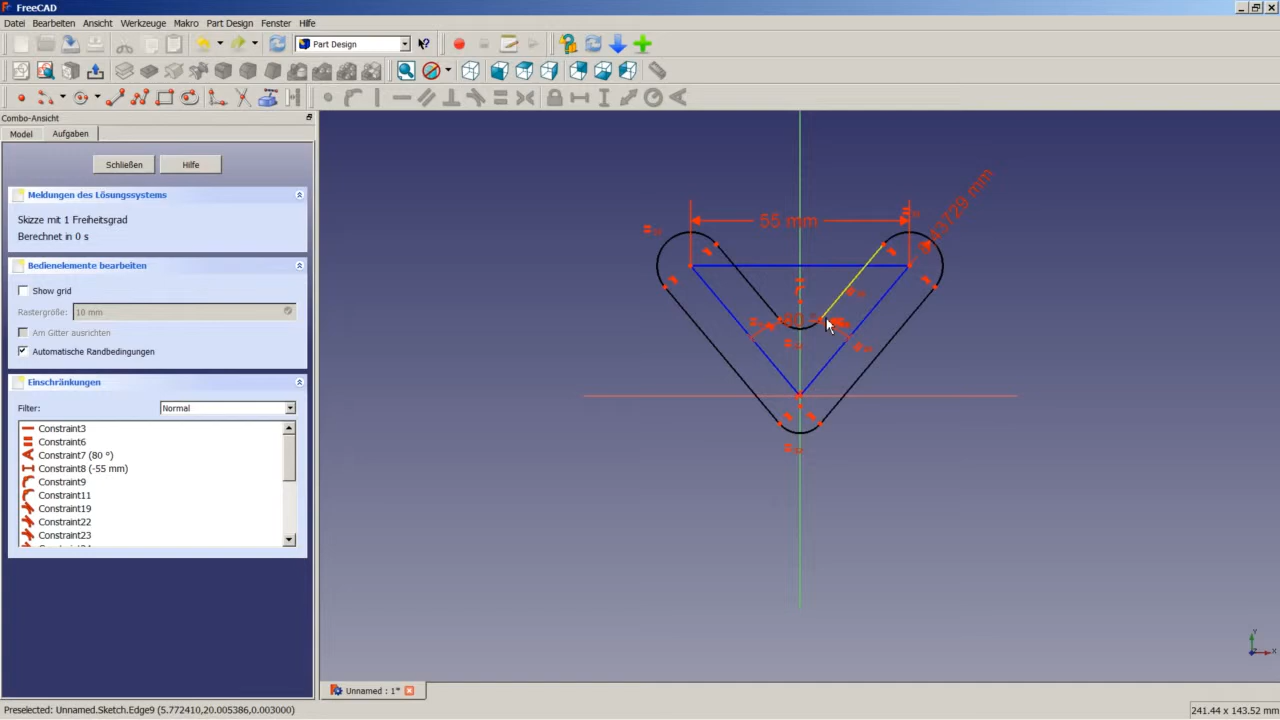 FreeCAD
Datei Bearbeiten Ansicht Werkzeuge Makro Part Design Fenster Hilfe
Part Design
Combo-Ansicht
Model Aufgaben
Schließen Hilfe
Meldungen des Lösungssystems
Skizze mit 1 Freiheitsgrad
Berechnet in 0 s
Bedienelemente bearbeiten
Show grid
Rastergröße: 10 mm
Am Gitter ausrichten
Automatische Randbedingungen
Einschränkungen
Filter: Normal
Constraint3
Constraint6
Constraint7 (80 °)
Constraint8 (-55 mm)
Constraint9
Constraint11
Constraint19
Constraint22
Constraint23
55 mm
43729 mm
Y
X
Unnamed : 1*
Preselected: Unnamed.Sketch.Edge9 (5.772410,20.005386,0.003000)
241.44 x 143.52 mm